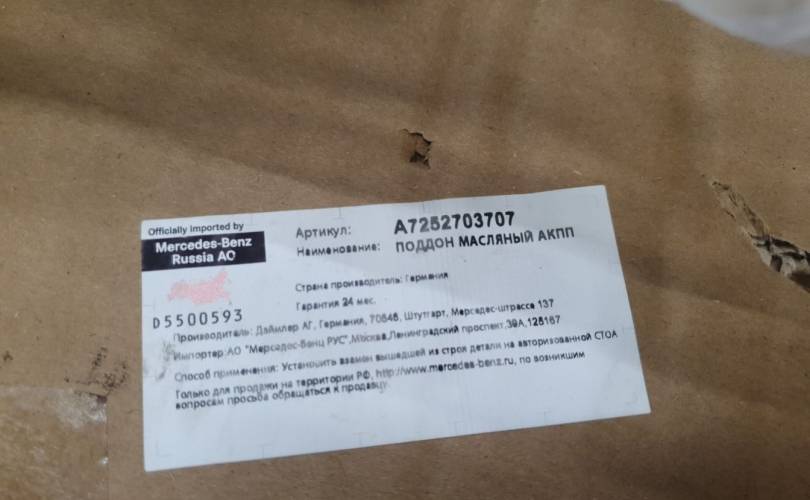 Officially imported by
Mercedes-Benz
Russia AO
Артикул: A7252703707
Наименование: ПОДДОН МАСЛЯНЫЙ АКПП
Страна производитель: Германия
Гарантия 24 мес.
D5500593
Производитель: Даймлер АГ, Германия, 70546, Штутгарт, Мерседес-штрассе 137
Импортер:АО "Мерседес-Бенц РУС",Москва,Ленинградский проспект,39А,125167
Способ применения: Установить взамен вышедшей из строя детали на авторизованной СТОА
Только для продажи на территории РФ, http://www.mercedes-benz.ru, по возникшим
вопросам просьба обращаться к продавцу.